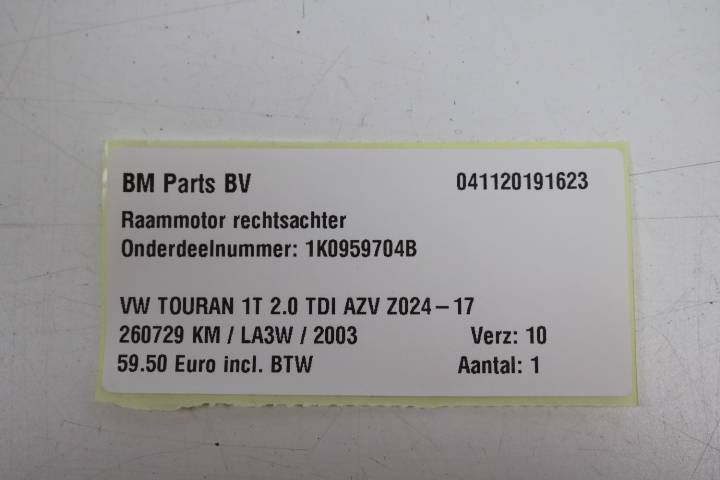 BM Parts BV 041120191623
Raammotor rechtsachter
Onderdeelnummer: 1K0959704B
VW TOURAN 1T 2.0 TDI AZV Z024-17
260729 KM / LA3W / 2003 Verz: 10
59.50 Euro incl. BTW Aantal: 1